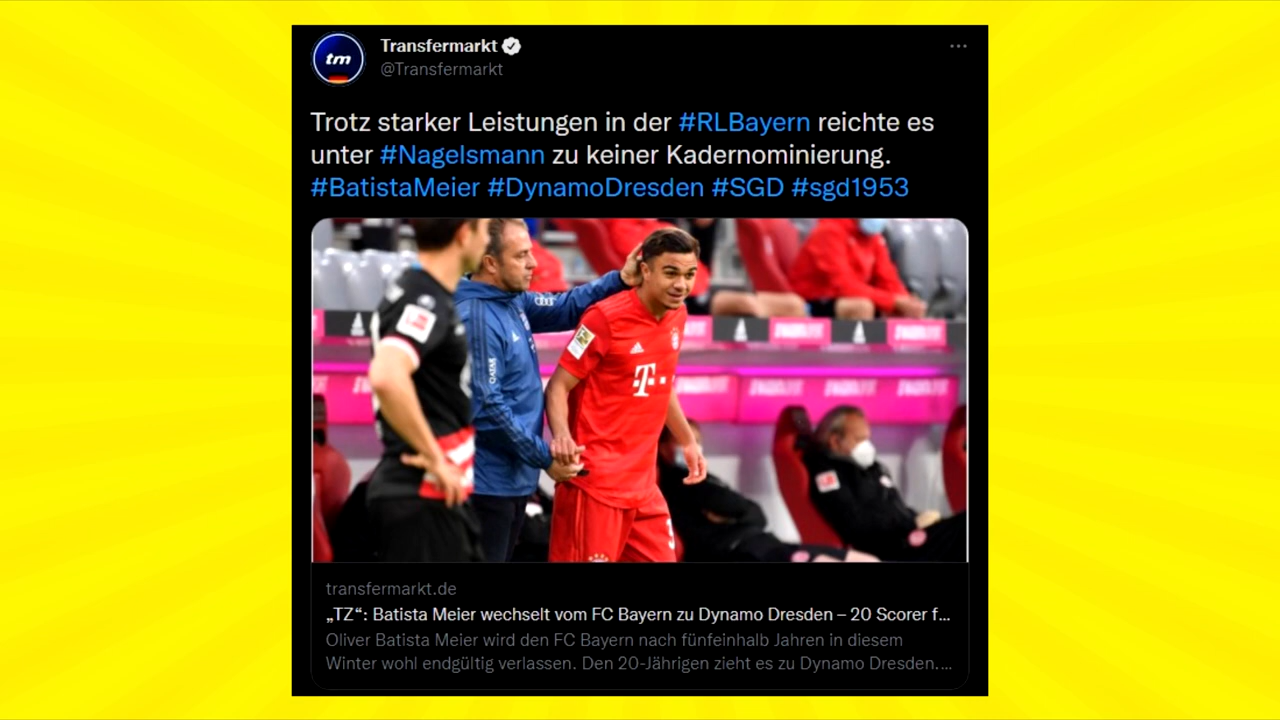 tm
Transfermarkt
@Transfermarkt
Trotz starker Leistungen in der #RLBayern reichte es
unter #Nagelsmann zu keiner Kadernominierung.
#BatistaMeier #DynamoDresden #SGD #sgd1953
QATAR
T
transfermarkt.de
„TZ“: Batista Meier wechselt vom FC Bayern zu Dynamo Dresden – 20 Scorer f...
Oliver Batista Meier wird den FC Bayern nach fünfeinhalb Jahren in diesem
Winter wohl endgültig verlassen. Den 20-Jährigen zieht es zu Dynamo Dresden....